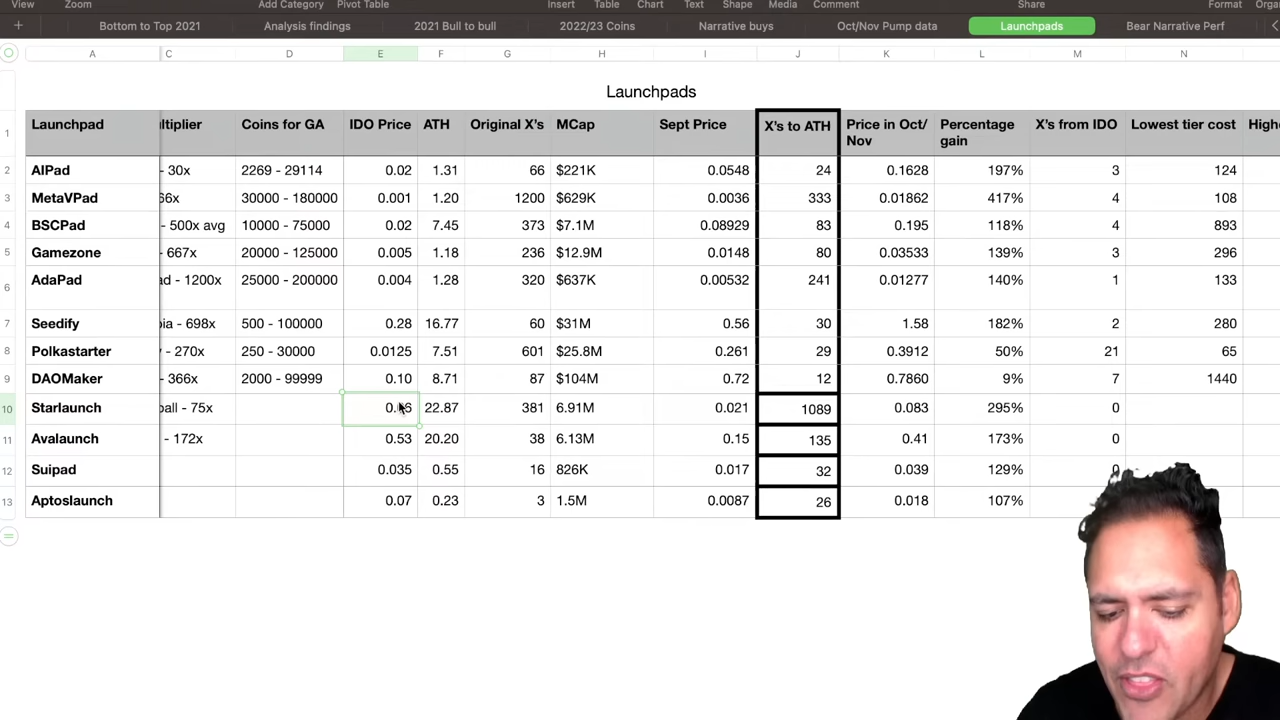 View Zoom Add Category Pivot Table Insert Table Chart Text Shape Media Comment Share Format
+ Bottom to Top 2021 Analysis findings 2021 Bull to bull 2022/23 Coins Narrative buys Oct/Nov Pump data Launchpads Bear Narrative Perf
A C D E F G H I J K L M N
Launchpads
1 Launchpad Coins for GA IDO Price ATH Original X's MCap Sept Price X's to ATH Price in Oct/ Percentage X's from IDO Lowest tier cost
Nov gain
2 AIPad - 30x 2269 - 29114 0.02 1.31 66 $221K 0.0548 24 0.1628 197% 3 124
3 MetaVPad 66x 30000 - 180000 0.001 1.20 1200 $629K 0.0036 333 0.01862 417% 4 108
4 BSCPad - 500x avg 10000 - 75000 0.02 7.45 373 $7.1M 0.08929 83 0.195 118% 4 893
5 Gamezone - 667x 20000 - 125000 0.005 1.18 236 $12.9M 0.0148 80 0.03533 139% 3 296
6 AdaPad - 1200x 25000 - 200000 0.004 1.28 320 $637K 0.00532 241 0.01277 140% 1 133
7 Seedify - 698x 500 - 100000 0.28 16.77 60 $31M 0.56 30 1.58 182% 2 280
8 Polkastarter - 270x 250 - 30000 0.0125 7.51 601 $25.8M 0.261 29 0.3912 50% 21 65
9 DAOMaker - 366x 2000 - 99999 0.10 8.71 87 $104M 0.72 12 0.7860 9% 7 1440
10 Starlaunch - 75x 22.87 381 6.91M 0.021 1089 0.083 295% 0
11 Avalaunch - 172x 0.53 20.20 38 6.13M 0.15 135 0.41 173% 0
12 Suipad 0.035 0.55 16 826K 0.017 32 0.039 129%
13 Aptoslaunch 0.07 0.23 3 1.5M 0.0087 26 0.018 107%